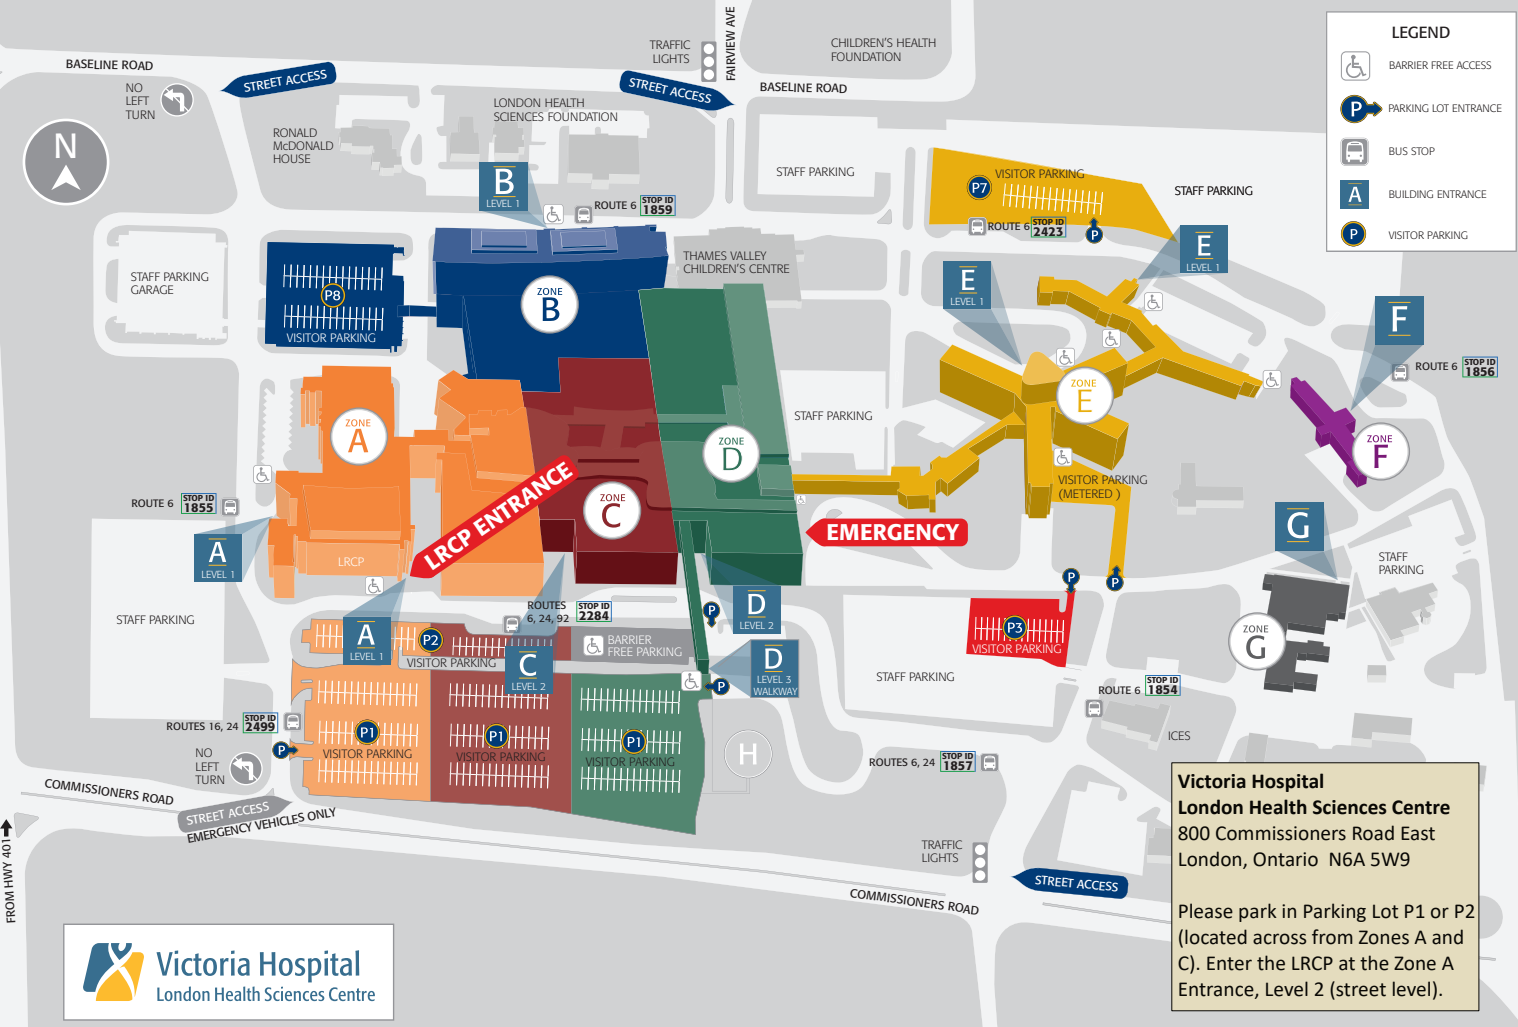 LEGEND
BARRIER FREE ACCESS
PARKING LOT ENTRANCE
BUS STOP
A
BUILDING ENTRANCE
P
VISITOR PARKING
TRAFFIC
LIGHTS
FAIRVIEW AVE
CHILDREN'S HEALTH
FOUNDATION
BASELINE ROAD
STREET ACCESS
STREET ACCESS
BASELINE ROAD
NO
LEFT
TURN
N
RONALD
McDONALD
HOUSE
LONDON HEALTH
SCIENCES FOUNDATION
STAFF PARKING
P7
VISITOR PARKING
STAFF PARKING
B
LEVEL 1
ROUTE 6
STOP ID
1859
ROUTE 6
STOP ID
2423
P
E
LEVEL 1
E
LEVEL 1
STAFF PARKING
GARAGE
P8
VISITOR PARKING
ZONE
B
THAMES VALLEY
CHILDREN'S CENTRE
F
ROUTE 6
STOP ID
1856
ZONE
A
ZONE
D
STAFF PARKING
ZONE
E
ZONE
F
VISITOR PARKING
(METERED )
ROUTE 6
STOP ID
1855
A
LEVEL 1
LRCP
LRCP ENTRANCE
ZONE
C
EMERGENCY
G
STAFF
PARKING
P
P
STAFF PARKING
A
LEVEL 1
P2
VISITOR PARKING
ROUTES
6, 24, 92
STOP ID
2284
C
LEVEL 2
BARRIER
FREE PARKING
P
D
LEVEL 2
D
LEVEL 3
WALKWAY
P
P3
VISITOR PARKING
ZONE
G
STAFF PARKING
ROUTE 6
STOP ID
1854
ICES
ROUTES 16, 24
STOP ID
2499
P
P1
VISITOR PARKING
P1
VISITOR PARKING
P1
VISITOR PARKING
H
ROUTES 6, 24
STOP ID
1857
NO
LEFT
TURN
COMMISSIONERS ROAD
STREET ACCESS
EMERGENCY VEHICLES ONLY
FROM HWY 401
TRAFFIC
LIGHTS
STREET ACCESS
COMMISSIONERS ROAD
Victoria Hospital
London Health Sciences Centre
800 Commissioners Road East
London, Ontario  N6A 5W9
Please park in Parking Lot P1 or P2
(located across from Zones A and
C). Enter the LRCP at the Zone A
Entrance, Level 2 (street level).
Victoria Hospital
London Health Sciences Centre